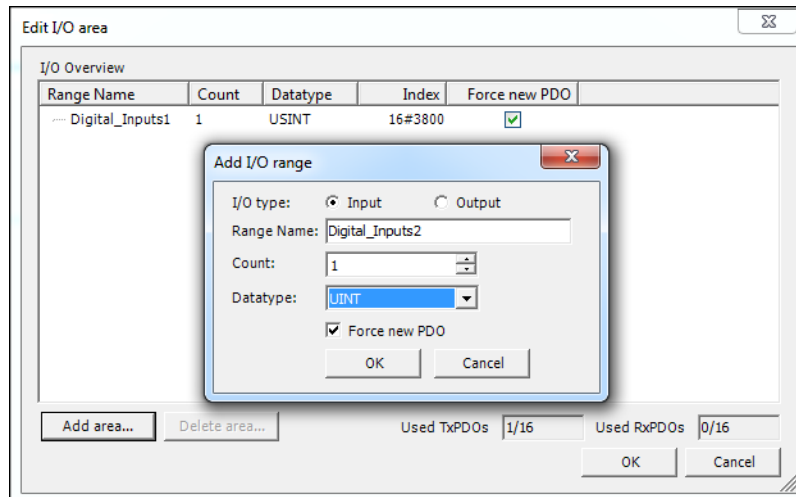 Edit I/O area
I/O Overview
Range Name Count Datatype Index Force new PDO
Digital_Inputs1 1 USINT 16#3800
Add I/O range
I/O type: Input Output
Range Name: Digital_Inputs2
Count: 1
Datatype: UINT
Force new PDO
OK Cancel
Add area... Delete area... Used TxPDOs 1/16 Used RxPDOs 0/16
OK Cancel